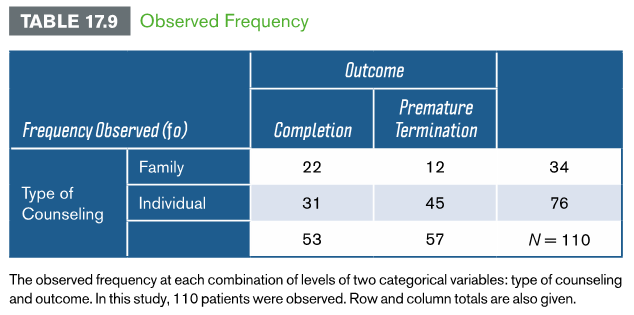 TABLE 17.9 Observed Frequency
Outcome
Frequency Observed (fo) Completion Premature Termination
Type of Counseling
Family 22 12 34
Individual 31 45 76
53 57 N = 110
The observed frequency at each combination of levels of two categorical variables: type of counseling
and outcome. In this study, 110 patients were observed. Row and column totals are also given.